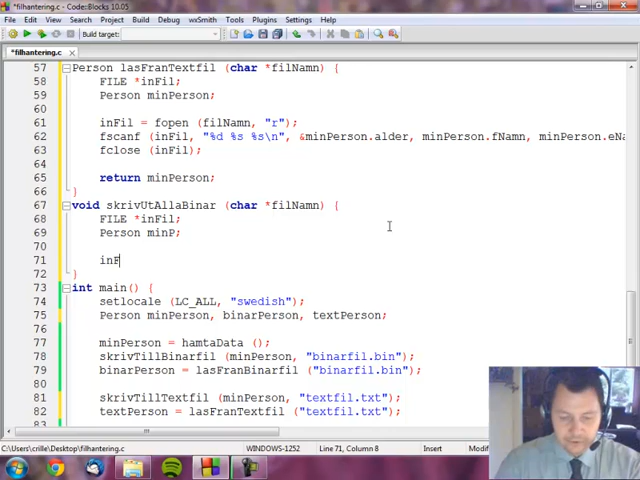 *filhantering.c - Code::Blocks 10.05
File Edit View Search Project Build Debug wxSmith Tools Plugins Settings Help
Build target:
*filhantering.c
57 Person lasFranTextfil (char *filNamn) {
58 FILE *inFil;
59 Person minPerson;
60
61 inFil = fopen (filNamn, "r");
62 fscanf (inFil, "%d %s %s\n", &minPerson.alder, minPerson.fNamn, minPerson.eNa
63 fclose (inFil);
64
65 return minPerson;
66 }
67 void skrivUtAllaBinar (char *filNamn) {
68 FILE *inFil;
69 Person minP;
70
71 inF
72 }
73 int main() {
74 setlocale (LC_ALL, "swedish");
75 Person minPerson, binarPerson, textPerson;
76
77 minPerson = hamtaData ();
78 skrivTillBinarfil (minPerson, "binarfil.bin");
79 binarPerson = lasFranBinarfil ("binarfil.bin");
80
81 skrivTillTextfil (minPerson, "textfil.txt");
82 textPerson = lasFranTextfil ("textfil.txt");
C:\Users\crille\Desktop\filhantering.c WINDOWS-1252 Line 71, Column 8 Insert Modif